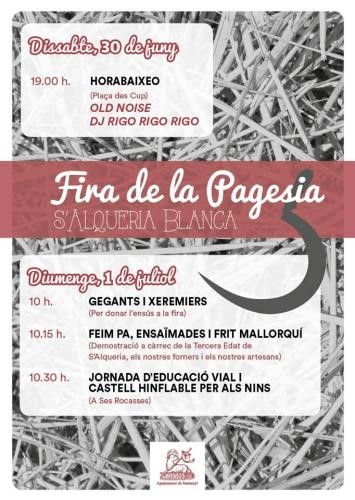 Dissabte, 30 de juny
19.00 h. HORABAIXEO
(Plaça des Cup)
OLD NOISE
DJ RIGO RIGO RIGO
Fira de la Pagesia
S'ALQUERIA BLANCA
Diumenge, 1 de juliol
10 h. GEGANTS I XEREMIERS
(Per donar l'ensús a la fira)
10.15 h. FEIM PA, ENSAÏMADES I FRIT MALLORQUÍ
(Demostració a càrrec de la Tercera Edat de
S'Alqueria, els nostres forners i els nostres artesans)
10.30 h. JORNADA D'EDUCACIÓ VIAL I
CASTELL HINFLABLE PER ALS NINS
(A Ses Rocasses)
Ajuntament de Santanyí